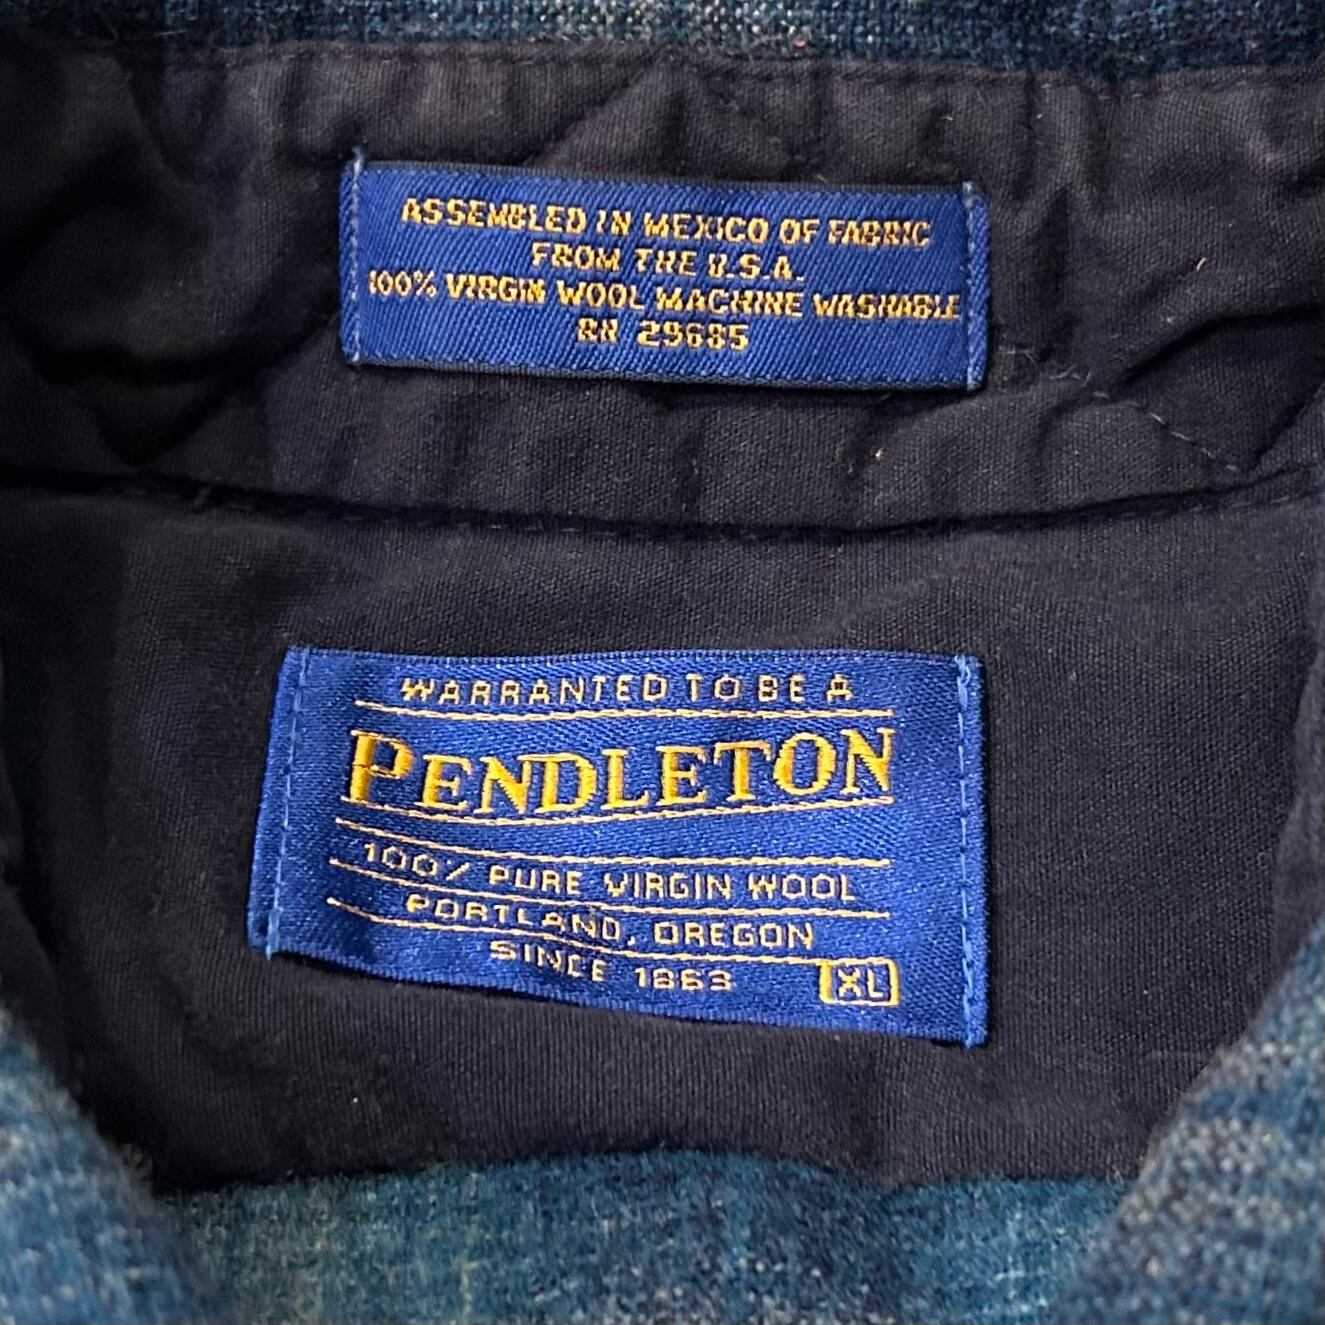 ASSEMBLED IN MEXICO OF FABRIC
FROM THE U.S.A.
100% VIRGIN WOOL MACHINE WASHABLE
RN 29685
WARRANTED TO BE A
PENDLETON
100% PURE VIRGIN WOOL
PORTLAND, OREGON
SINCE 1863
XL